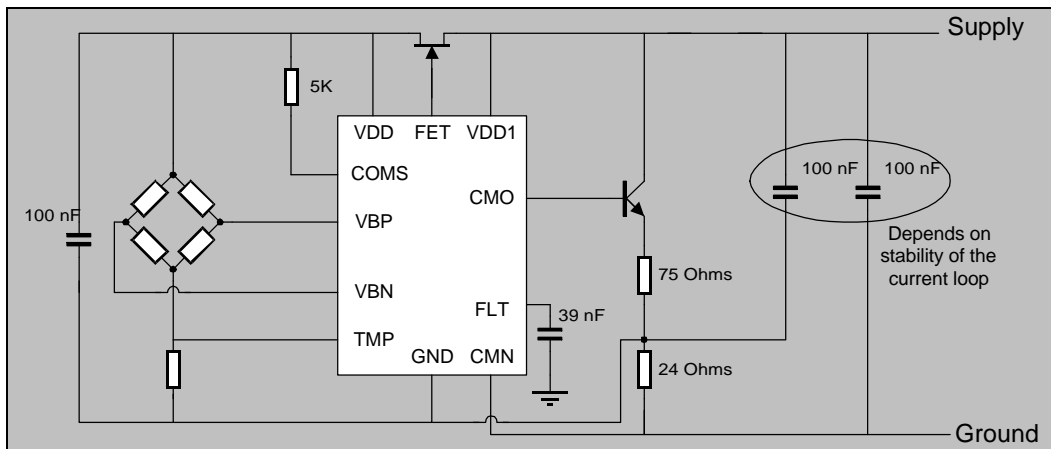 Supply
5K
VDD FET VDD1
COMS
CMO
100 nF 100 nF
100 nF
VBP
Depends on
stability of the
current loop
75 Ohms
VBN
FLT
39 nF
TMP
GND CMN
24 Ohms
Ground